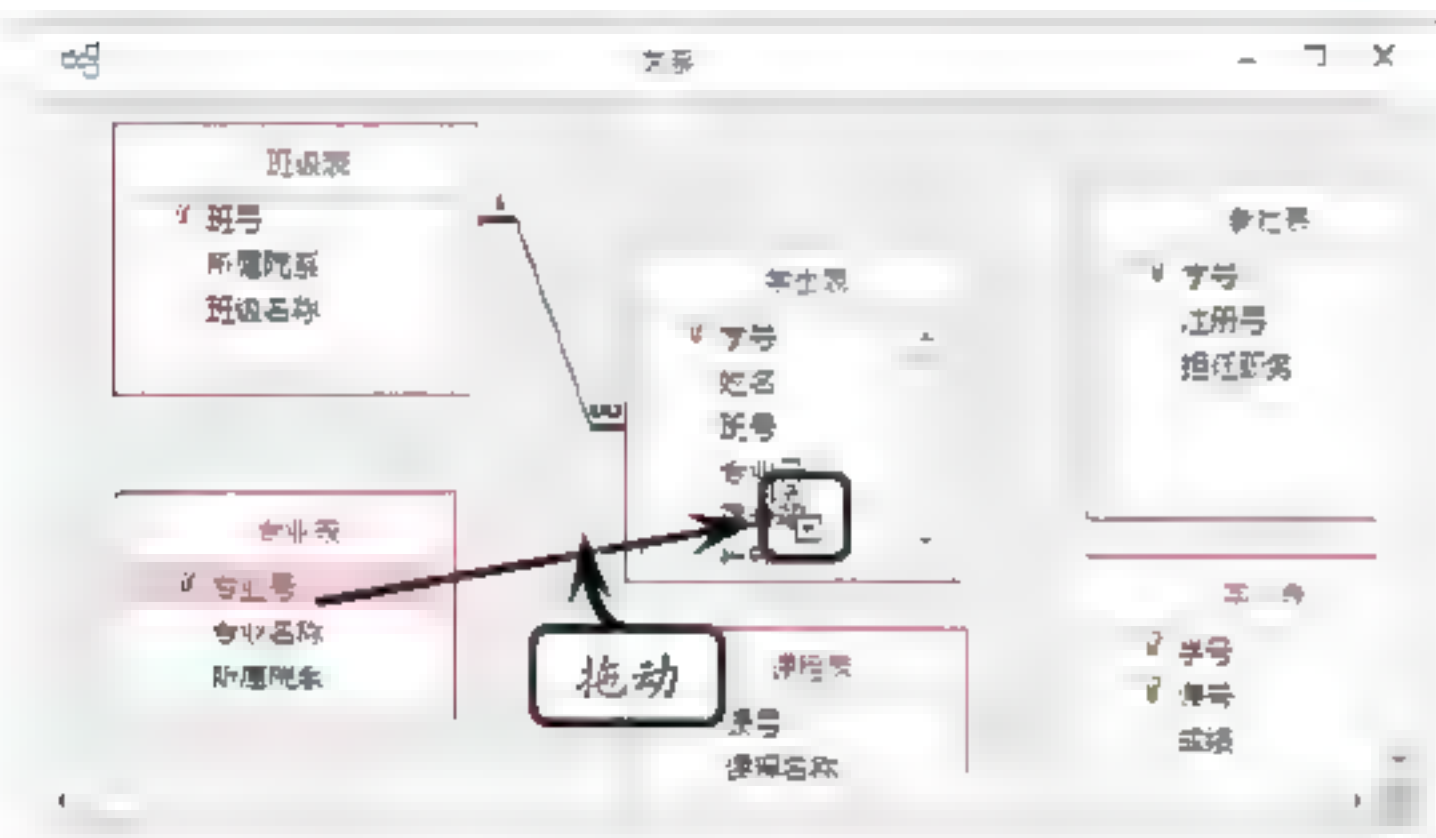 关系
班级表
班号
所属院系
班级名称
学生表
学号
姓名
班号
专业号
专业表
专业号
专业名称
所属院系
拖动
课程表
课号
课程名称
学号
注册号
担任职务
学号
课号
成绩